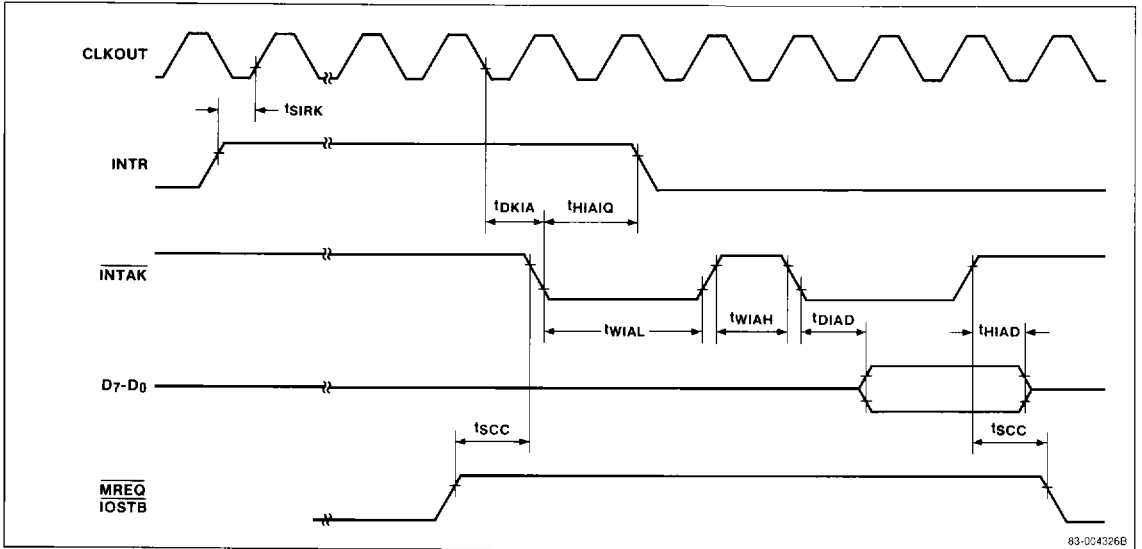 CLKOUT
tSIRK
INTR
tDKIA
tHIAIQ
INTAK
tWIAL
tWIAH
tDIAD
tHIAD
D7-D0
tSCC
tSCC
MREQ
IOSTB
83-004326B